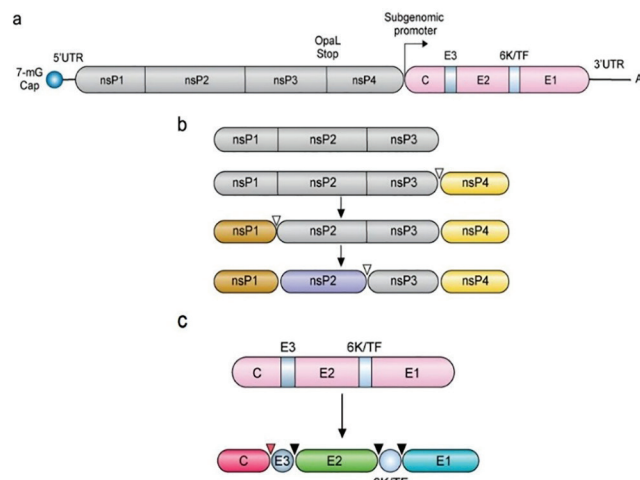 a
Subgenomic
promoter
OpaL
Stop
5'UTR
E3
6K/TF
3'UTR
7-mG
Cap
nsP1 nsP2 nsP3 nsP4 C E2 E1 A
b
nsP1 nsP2 nsP3
nsP1 nsP2 nsP3 nsP4
nsP1 nsP2 nsP3 nsP4
nsP1 nsP2 nsP3 nsP4
c
E3 6K/TF
C E2 E1
C E3 E2 E1
6K/TF